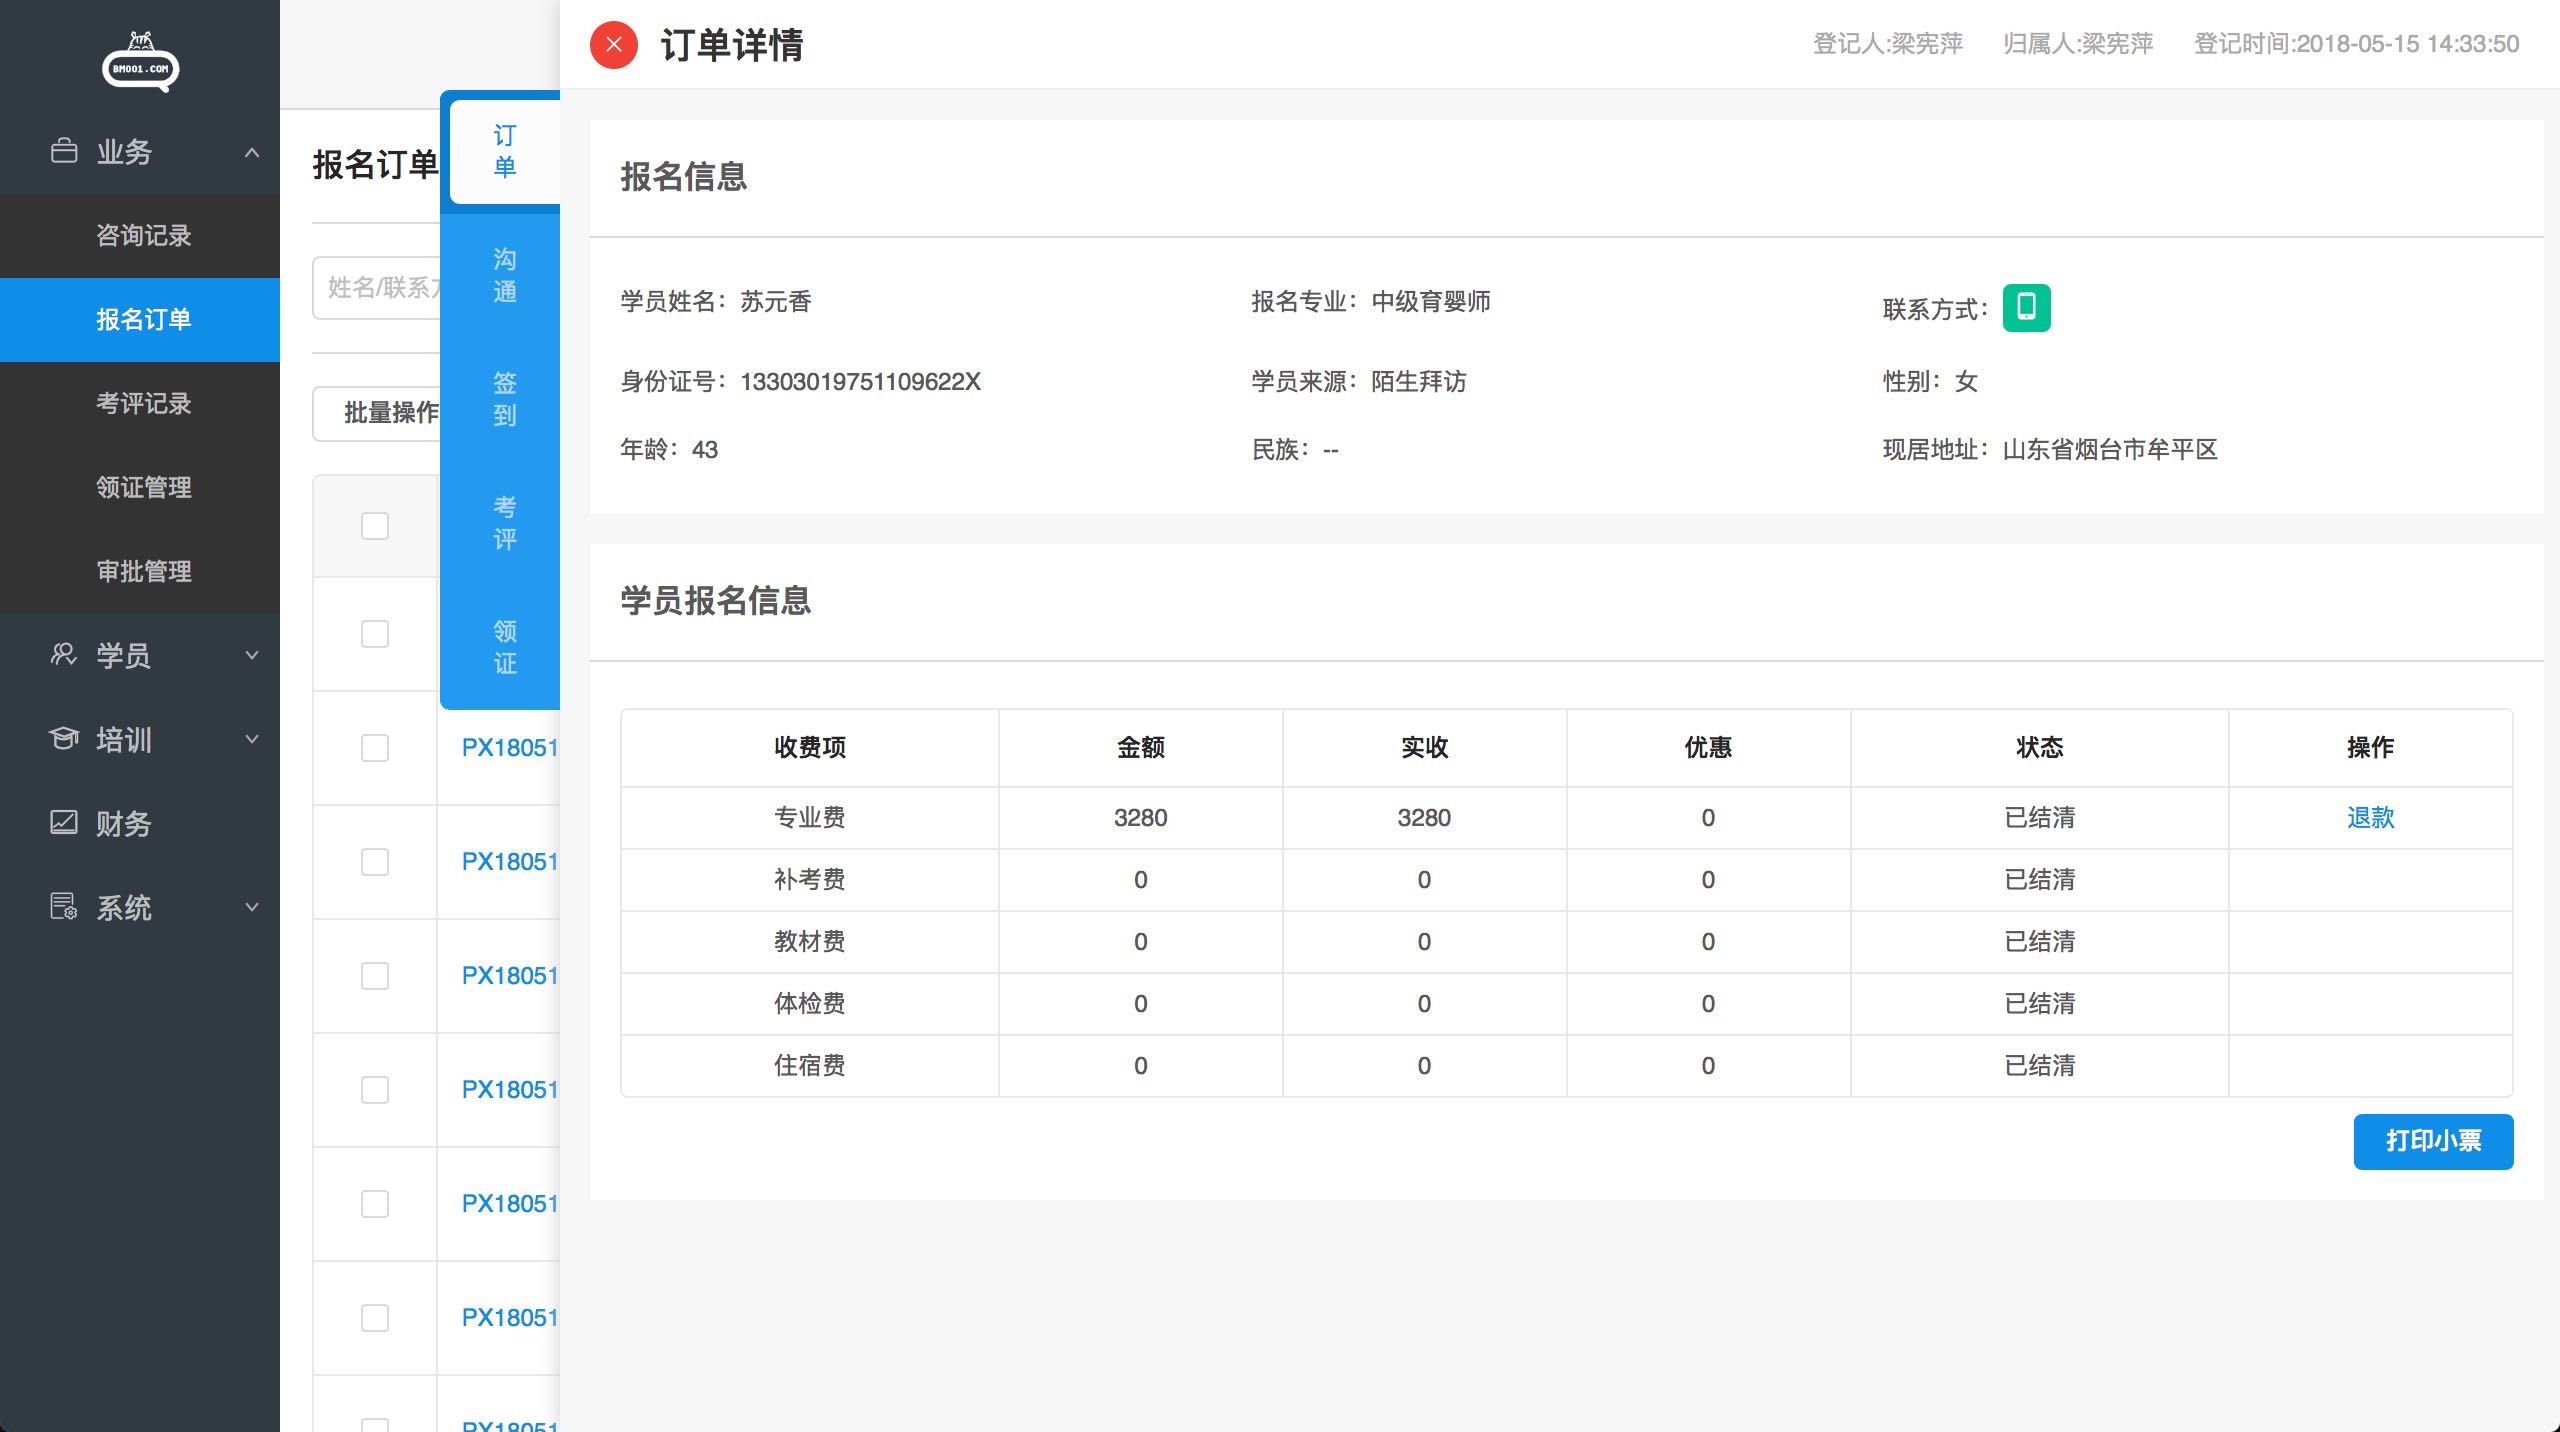 BM001.COM
业务
咨询记录
报名订单
考评记录
领证管理
审批管理
学员
培训
财务
系统
报名订单
姓名/联系
批量操作
PX18051
PX18051
PX18051
PX18051
PX18051
PX18051
PX18051
订单
沟通
签到
考评
领证
订单详情
登记人:梁宪萍 归属人:梁宪萍 登记时间:2018-05-15 14:33:50
报名信息
学员姓名：苏元香 报名专业：中级育婴师 联系方式：
身份证号：13303019751109622X 学员来源：陌生拜访 性别：女
年龄：43 民族：-- 现居地址：山东省烟台市牟平区
学员报名信息
收费项 金额 实收 优惠 状态 操作
专业费 3280 3280 0 已结清 退款
补考费 0 0 0 已结清
教材费 0 0 0 已结清
体检费 0 0 0 已结清
住宿费 0 0 0 已结清
打印小票